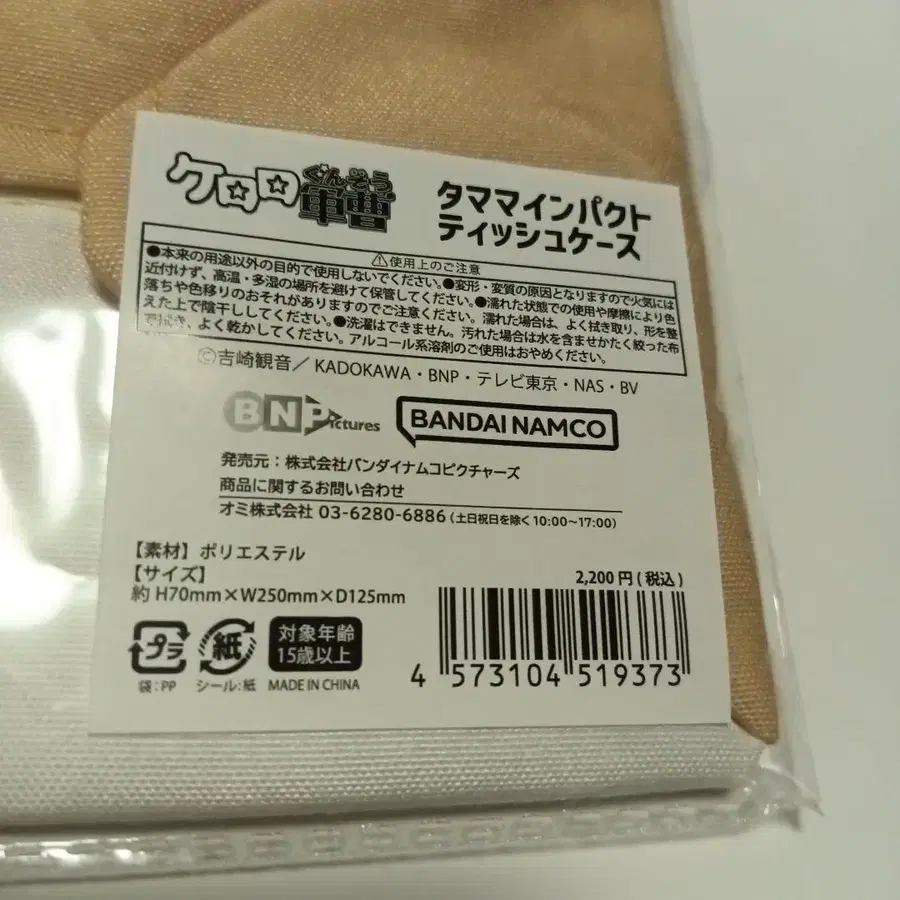 ケロロ軍曹
ぐんそう
タママインパクト
ティッシュケース
⚠使用上のご注意
●本来の用途以外の目的で使用しないでください。●変形・変質の原因となりますので火気には
近付けず、高温・多湿の場所を避けて保管してください。●濡れた状態での使用や摩擦により色
落ちや色移りのおそれがありますのでご注意ください。濡れた場合は、よく拭き取り、形を整
えた上で陰干ししてください。●洗濯はできません。汚れた場合は水を含ませかたく絞った布
で拭き、よく乾かしてください。アルコール系溶剤のご使用はおやめください。
©吉崎観音／KADOKAWA・BNP・テレビ東京・NAS・BV
BNPictures
BANDAI NAMCO
発売元：株式会社バンダイナムコピクチャーズ
商品に関するお問い合わせ
オミ株式会社 03-6280-6886（土日祝日を除く10:00〜17:00）
【素材】ポリエステル
【サイズ】
約 H70mm×W250mm×D125mm
2,200円（税込）
プラ
袋：PP
紙
シール：紙
対象年齢
15歳以上
MADE IN CHINA
4 573104 519373